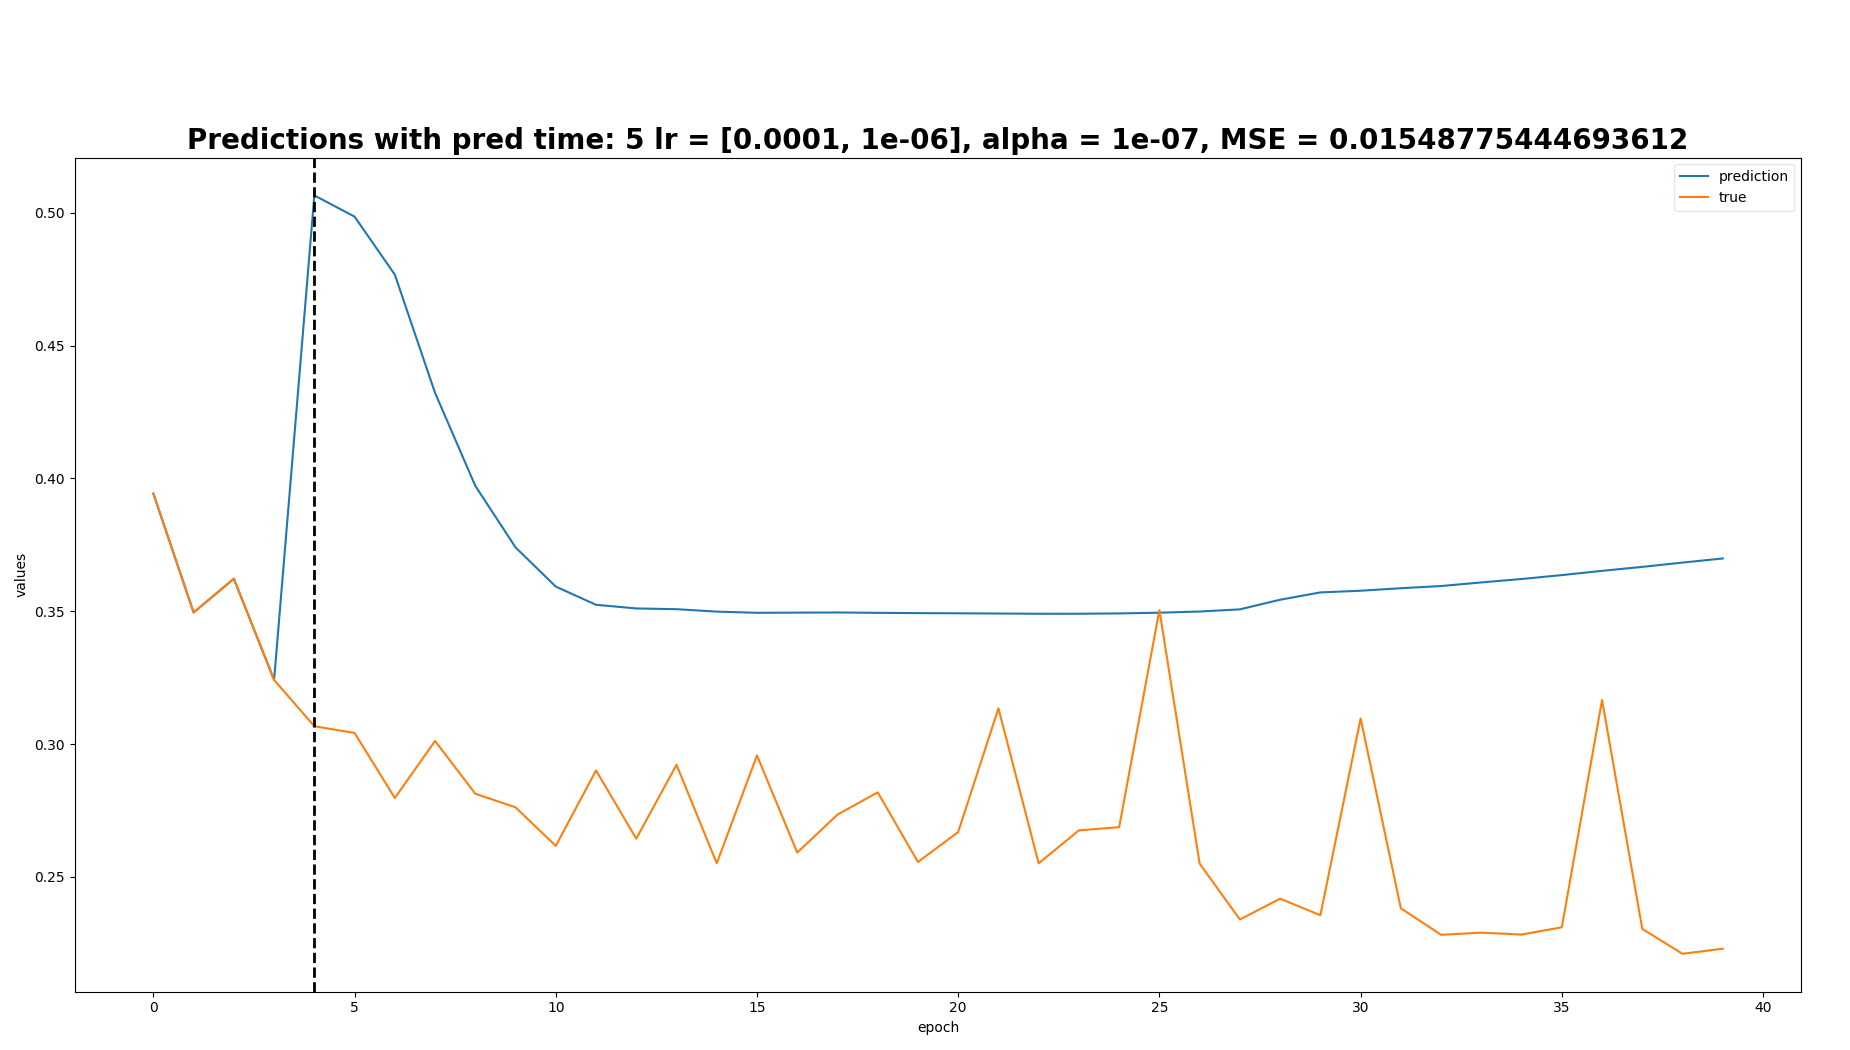 Predictions with pred time: 5 lr = [0.0001, 1e-06], alpha = 1e-07, MSE = 0.01548775444693612
prediction
true
0.50
0.45
0.40
0.35
0.30
0.25
values
0 5 10 15 20 25 30 35 40
epoch